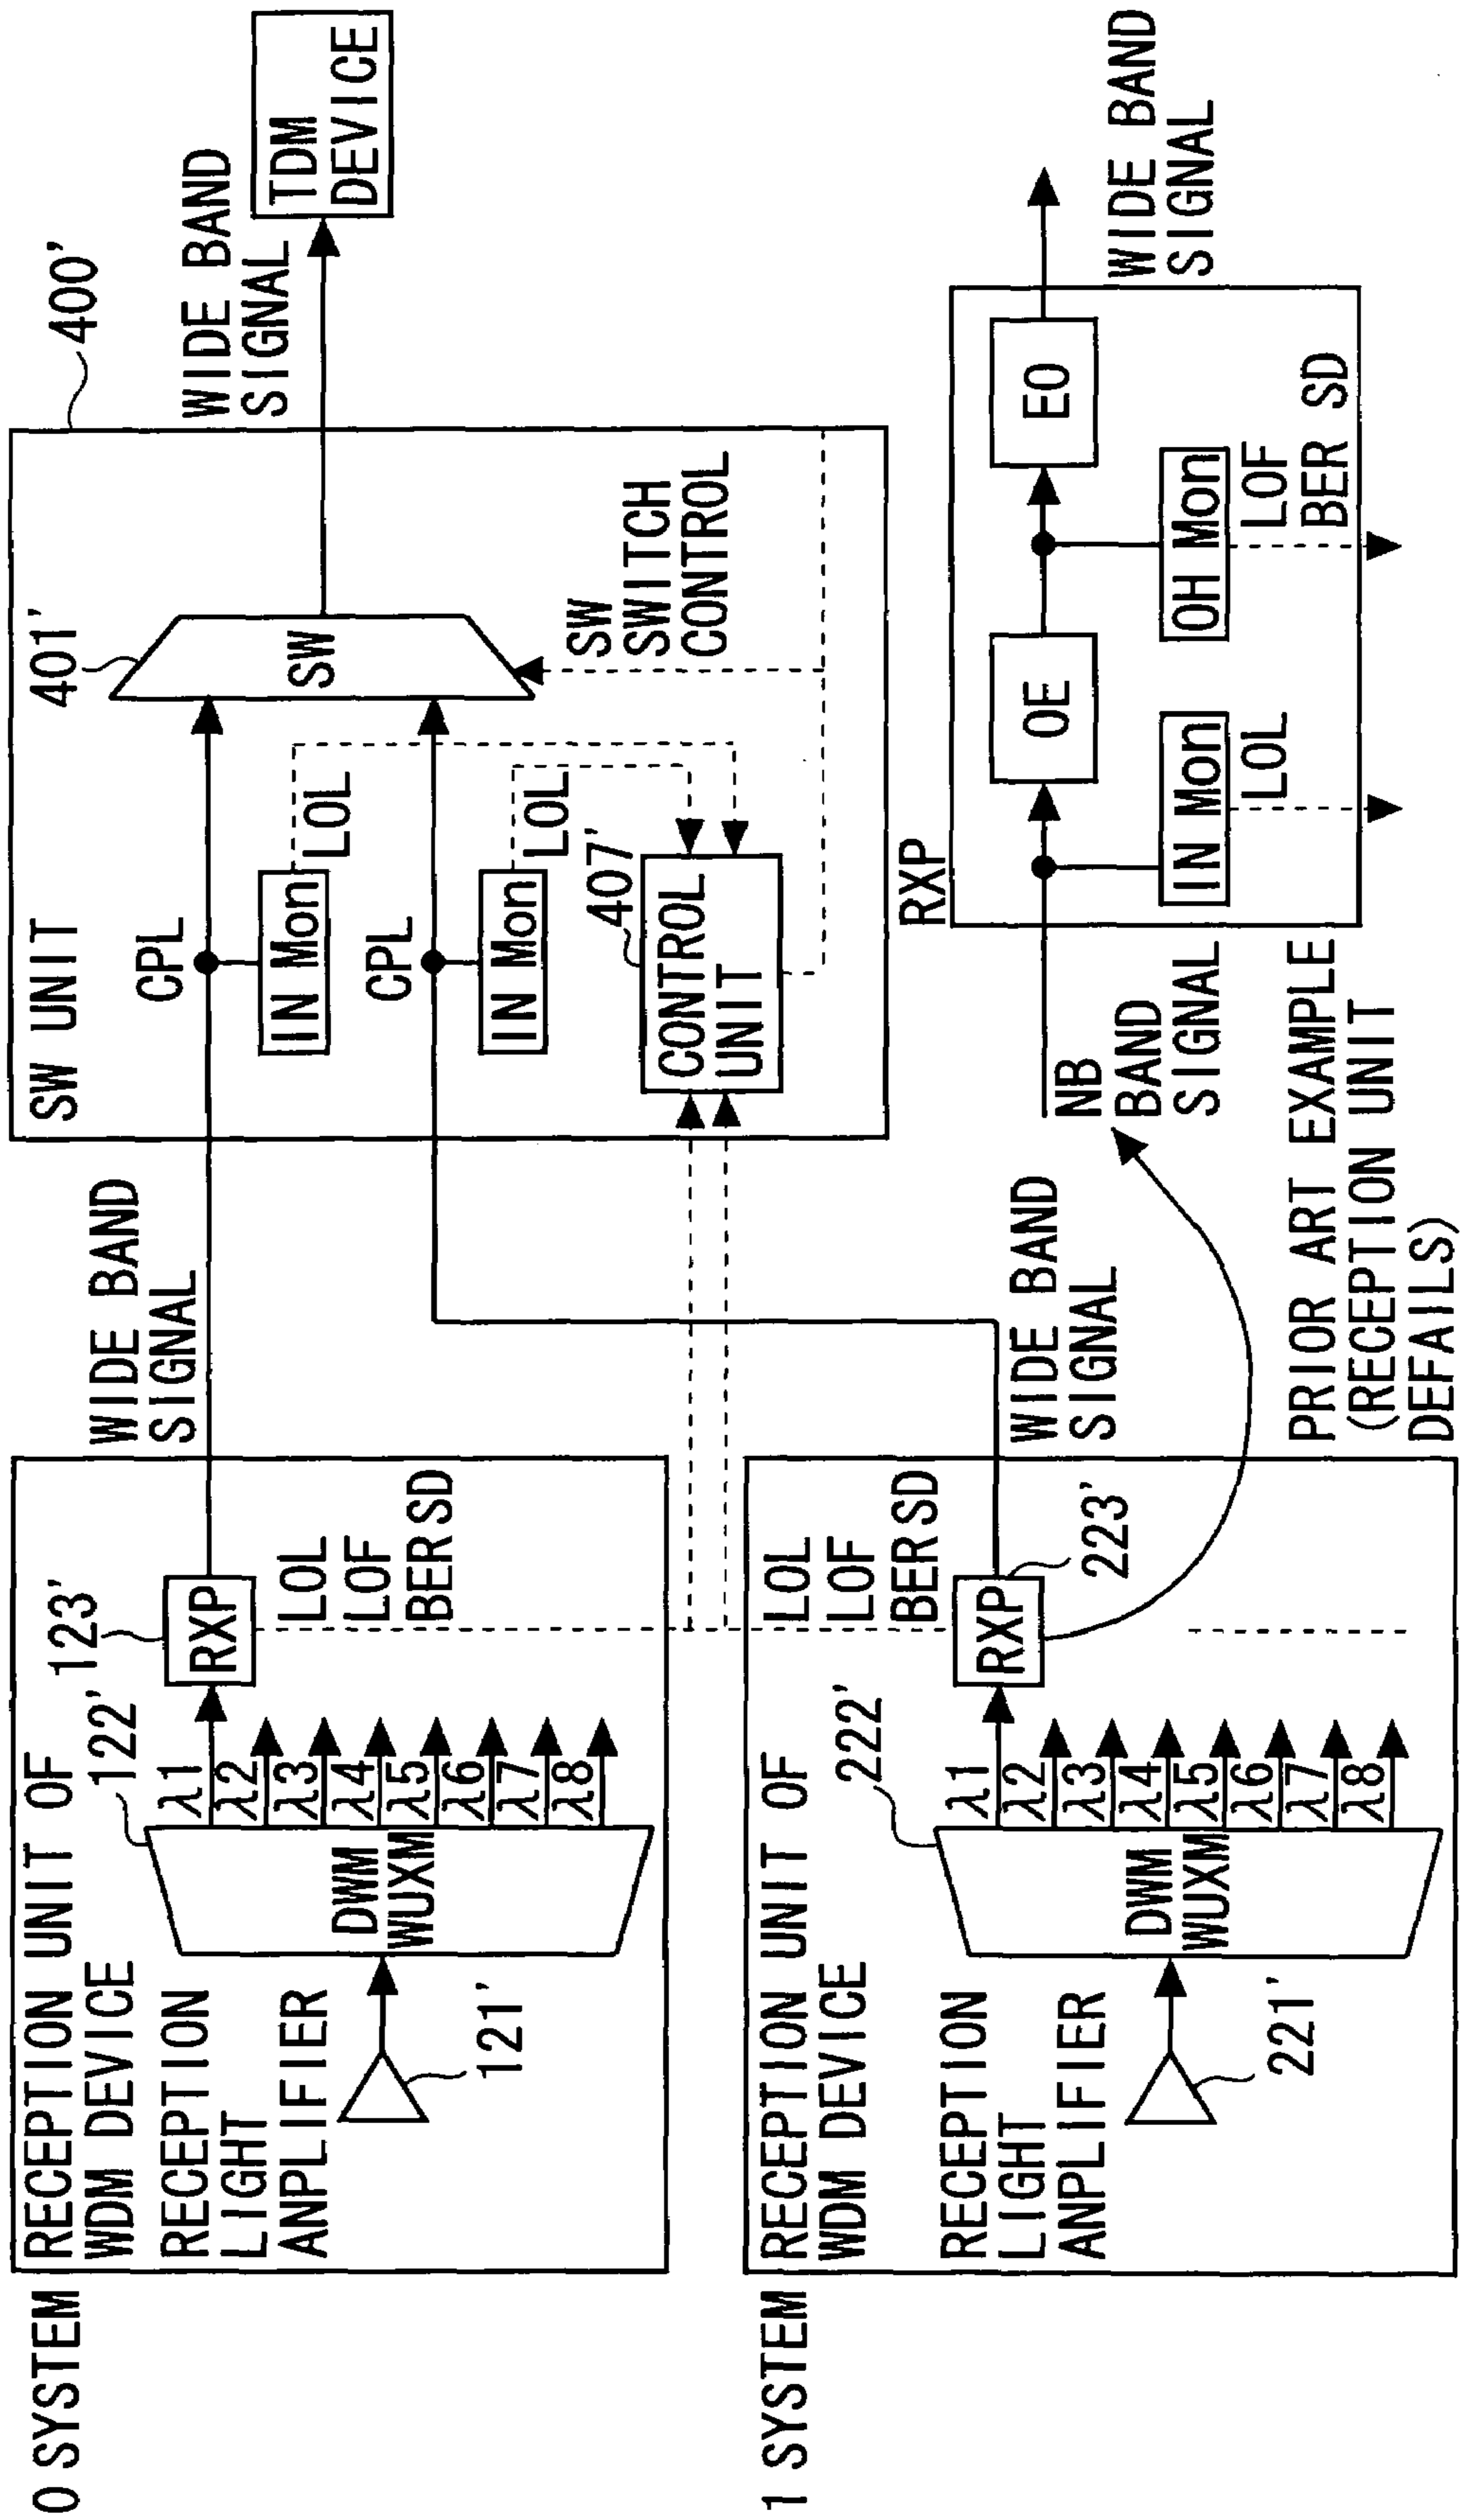 0 SYSTEM
RECEPTION UNIT OF
WDM DEVICE
RECEPTION
LIGHT
ANPLIFIER
121'
122'
DWM
WUXM
λ1
λ2
λ3
λ4
λ5
λ6
λ7
λ8
123'
RXP
LOL
LOF
BERSD
WIDE BAND
SIGNAL
SW UNIT
CPL
IN Mon
LOL
CPL
IN Mon
LOL
407'
CONTROL
UNIT
401'
SW
SW
SWITCH
CONTROL
400'
WIDE BAND
SIGNAL
TDM
DEVICE
1 SYSTEM
RECEPTION UNIT OF
WDM DEVICE
RECEPTION
LIGHT
ANPLIFIER
221'
222'
DWM
WUXM
λ1
λ2
λ3
λ4
λ5
λ6
λ7
λ8
LOL
LOF
BERSD
RXP
223'
WIDE BAND
SIGNAL
RXP
NB
BAND
SIGNAL
OE
EO
IN Mon
LOL
OH Mon
LOF
BER SD
WIDE BAND
SIGNAL
PRIOR ART EXAMPLE
(RECEPTION UNIT
DEFAILS)